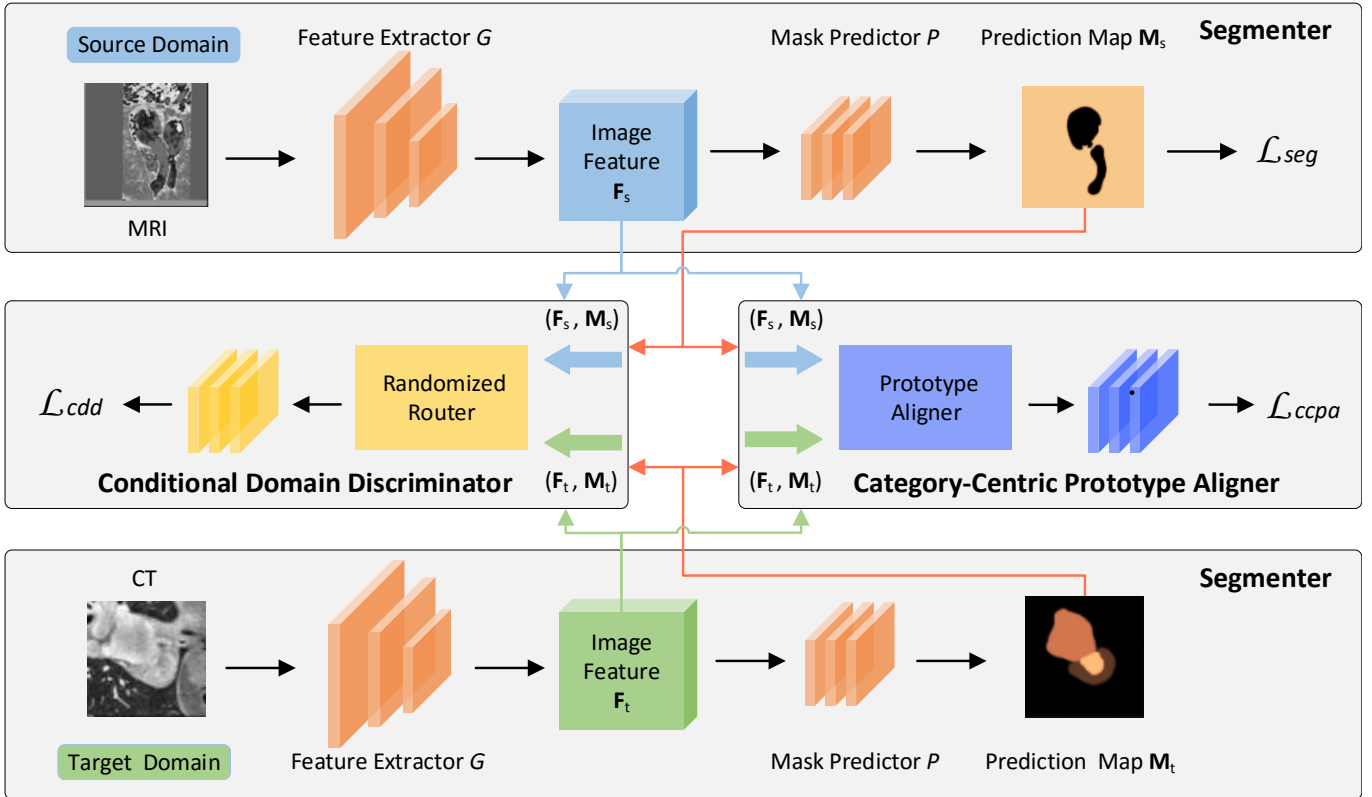 Source Domain
Feature Extractor G
Mask Predictor P
Prediction Map Mₛ
Segmenter
Image
Feature
Fₛ
ℒseg
MRI
(Fₛ , Mₛ)
(Fₛ , Mₛ)
ℒcdd
Randomized
Router
Prototype
Aligner
ℒccpa
Conditional Domain Discriminator
(Fₜ , Mₜ)
(Fₜ , Mₜ)
Category-Centric Prototype Aligner
CT
Segmenter
Image
Feature
Fₜ
Target Domain
Feature Extractor G
Mask Predictor P
Prediction Map Mₜ